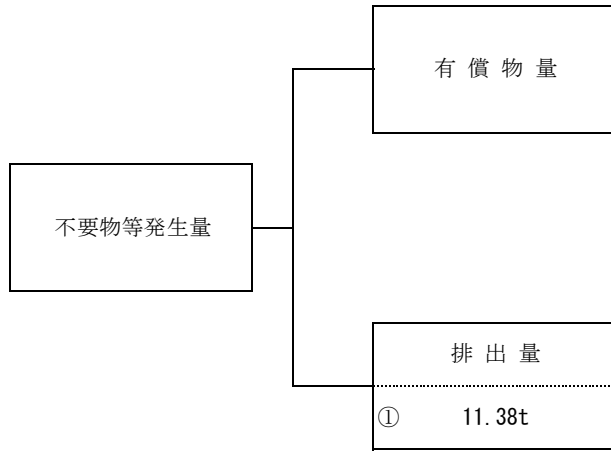 有 償 物 量
不要物等発生量
排 出 量
① 11.38t